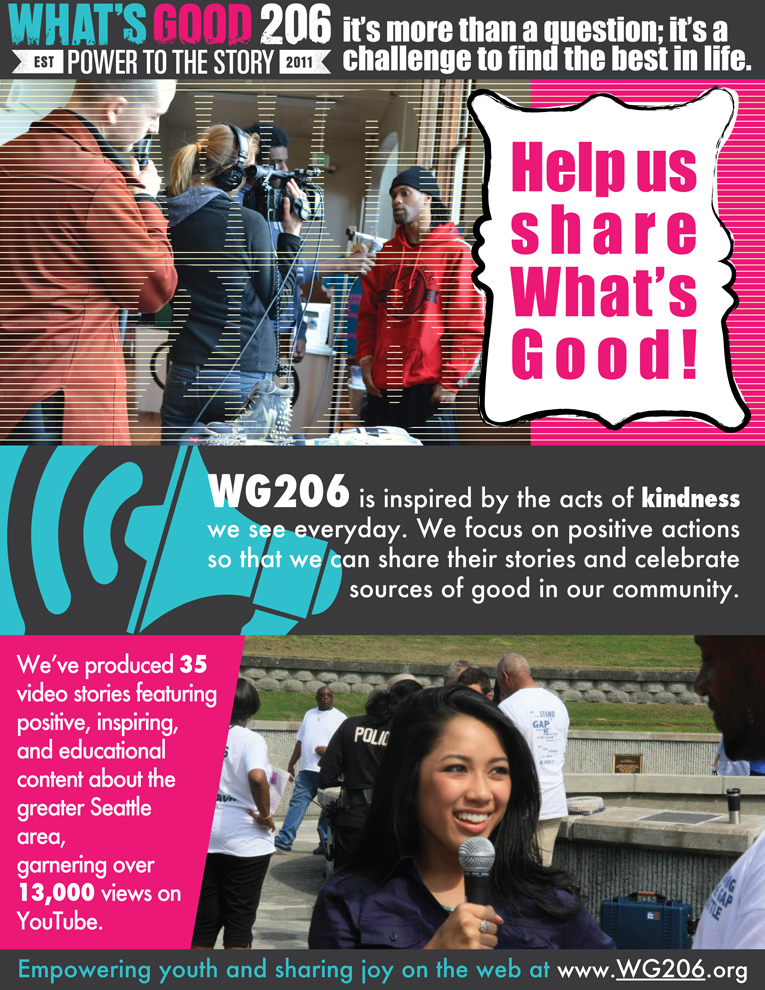 WHAT'S GOOD 206
EST POWER TO THE STORY 2011
it's more than a question; it's a
challenge to find the best in life.
Help us
share
What's
Good!
WG206 is inspired by the acts of kindness
we see everyday. We focus on positive actions
so that we can share their stories and celebrate
sources of good in our community.
We've produced 35
video stories featuring
positive, inspiring,
and educational
content about the
greater Seattle
area,
garnering over
13,000 views on
YouTube.
POLIC
STAND
GAP
Empowering youth and sharing joy on the web at www.WG206.org